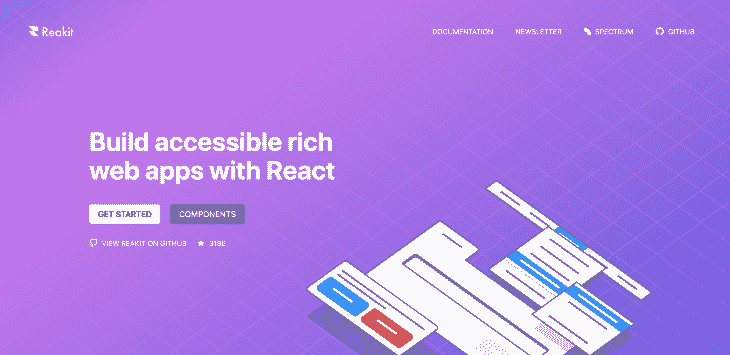 Reakit
DOCUMENTATION NEWSLETTER SPECTRUM GITHUB
Build accessible rich
web apps with React
GET STARTED COMPONENTS
VIEW REAKIT ON GITHUB